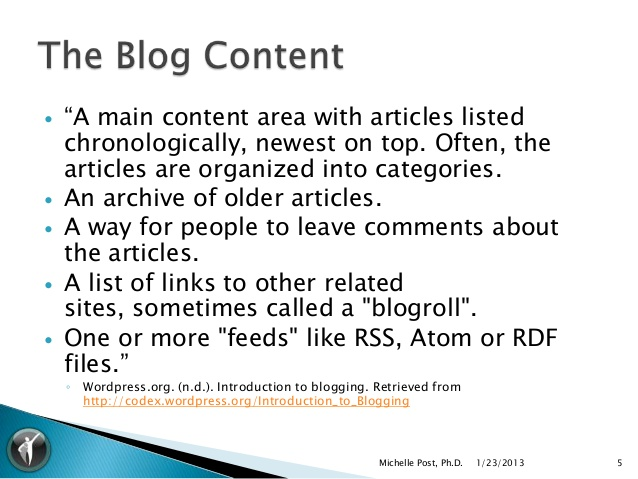 The Blog Content
• “A main content area with articles listed
chronologically, newest on top. Often, the
articles are organized into categories.
• An archive of older articles.
• A way for people to leave comments about
the articles.
• A list of links to other related
sites, sometimes called a "blogroll".
• One or more "feeds" like RSS, Atom or RDF
files.”
◦ Wordpress.org. (n.d.). Introduction to blogging. Retrieved from
http://codex.wordpress.org/Introduction_to_Blogging
Michelle Post, Ph.D. 1/23/2013 5